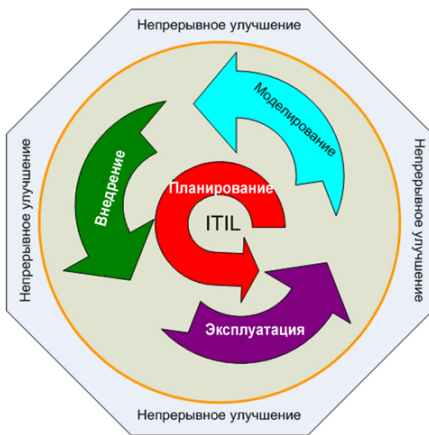 Непрерывное улучшение
Моделирование
Непрерывное улучшение
Внедрение
Планирование
ITIL
Непрерывное улучшение
Эксплуатация
Непрерывное улучшение